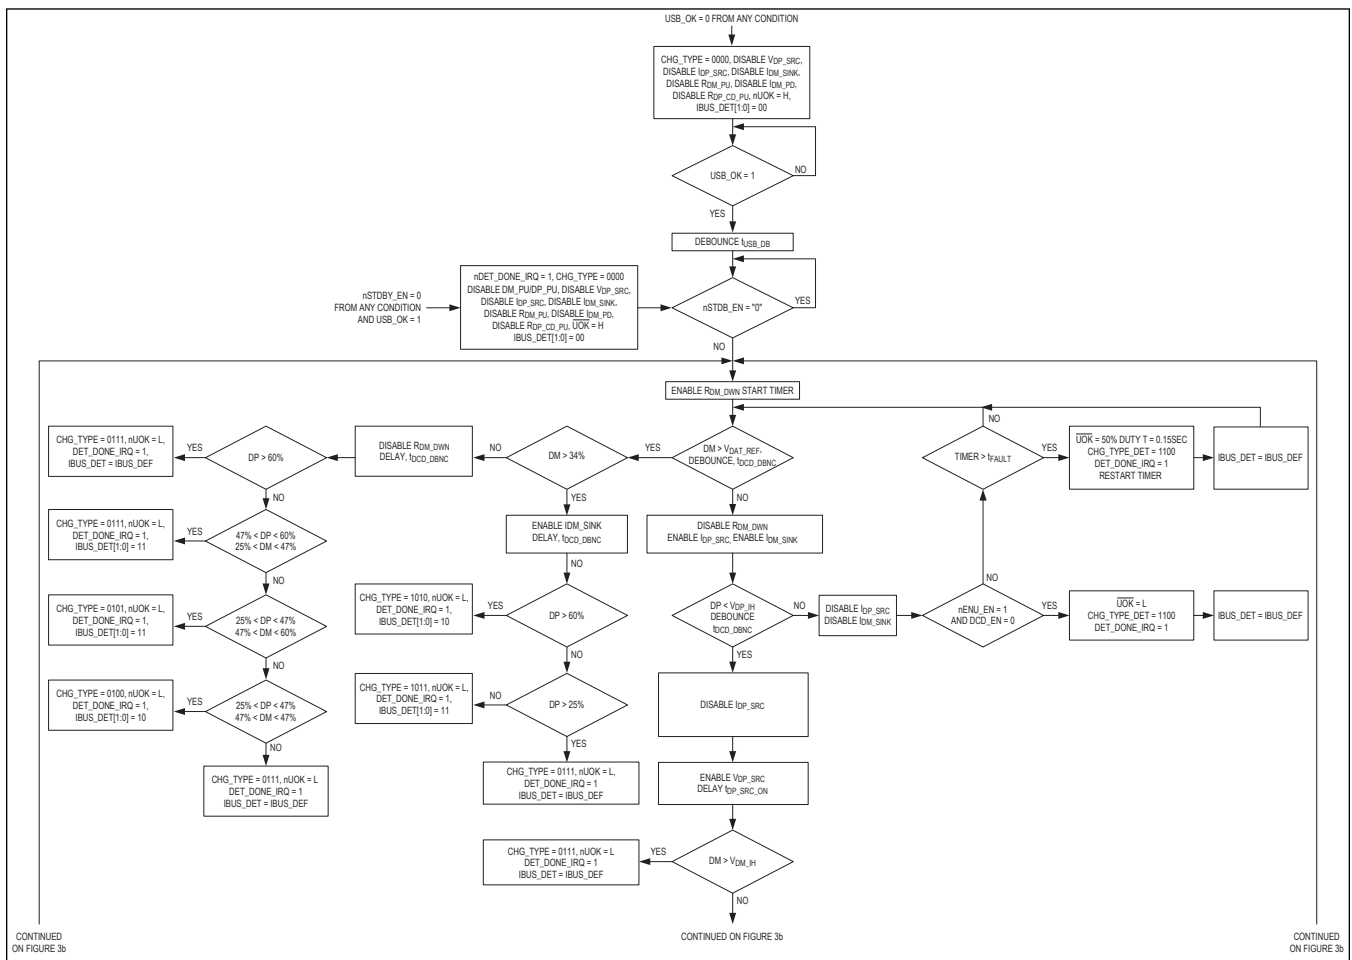 USB_OK = 0 FROM ANY CONDITION
CHG_TYPE = 0000, DISABLE VDP_SRC,
DISABLE IDP_SRC, DISABLE IDM_SINK,
DISABLE RDM_PU, DISABLE IDM_PD,
DISABLE RDP_CD_PU, nUOK = H,
IBUS_DET[1:0] = 00
USB_OK = 1
NO
YES
DEBOUNCE tUSB_DB
nSTDBY_EN = 0
FROM ANY CONDITION
AND USB_OK = 1
nDET_DONE_IRQ = 1, CHG_TYPE = 0000
DISABLE DM_PU/DP_PU, DISABLE VDP_SRC,
DISABLE IDP_SRC, DISABLE IDM_SINK,
DISABLE RDM_PU, DISABLE IDM_PD,
DISABLE RDP_CD_PU, UOK = H
IBUS_DET[1:0] = 00
nSTDB_EN = "0"
YES
NO
ENABLE RDM_DWN START TIMER
CHG_TYPE = 0111, nUOK = L,
DET_DONE_IRQ = 1,
IBUS_DET = IBUS_DEF
YES
DP > 60%
NO
DISABLE RDM_DWN
DELAY, tDCD_DBNC
NO
DM > 34%
YES
YES
DM > VDAT_REF,
DEBOUNCE, tDCD_DBNC
NO
NO
TIMER > tFAULT
YES
UOK = 50% DUTY T = 0.15SEC
CHG_TYPE_DET = 1100
DET_DONE_IRQ = 1
RESTART TIMER
IBUS_DET = IBUS_DEF
CHG_TYPE = 0111, nUOK = L,
DET_DONE_IRQ = 1,
IBUS_DET[1:0] = 11
YES
47% < DP < 60%
25% < DM < 47%
NO
ENABLE IDM_SINK
DELAY, tDCD_DBNC
NO
DISABLE RDM_DWN
ENABLE IDP_SRC, ENABLE IDM_SINK
NO
CHG_TYPE = 0101, nUOK = L,
DET_DONE_IRQ = 1,
IBUS_DET[1:0] = 11
YES
25% < DP < 47%
47% < DM < 60%
NO
CHG_TYPE = 1010, nUOK = L,
DET_DONE_IRQ = 1,
IBUS_DET[1:0] = 10
YES
DP > 60%
NO
DP < VDP_IH
DEBOUNCE
tDCD_DBNC
NO
YES
DISABLE IDP_SRC
DISABLE IDM_SINK
NO
nENU_EN = 1
AND DCD_EN = 0
YES
UOK = L
CHG_TYPE_DET = 1100
DET_DONE_IRQ = 1
IBUS_DET = IBUS_DEF
CHG_TYPE = 0100, nUOK = L,
DET_DONE_IRQ = 1,
IBUS_DET[1:0] = 10
YES
25% < DP < 47%
47% < DM < 47%
NO
CHG_TYPE = 1011, nUOK = L,
DET_DONE_IRQ = 1,
IBUS_DET[1:0] = 11
NO
DP > 25%
YES
DISABLE IDP_SRC
CHG_TYPE = 0111, nUOK = L
DET_DONE_IRQ = 1
IBUS_DET = IBUS_DEF
CHG_TYPE = 0111, nUOK = L,
DET_DONE_IRQ = 1
IBUS_DET = IBUS_DEF
ENABLE VDP_SRC
DELAY tDP_SRC_ON
CHG_TYPE = 0111, nUOK = L
DET_DONE_IRQ = 1
IBUS_DET = IBUS_DEF
YES
DM > VDM_IH
NO
CONTINUED
ON FIGURE 3b
CONTINUED ON FIGURE 3b
CONTINUED
ON FIGURE 3b